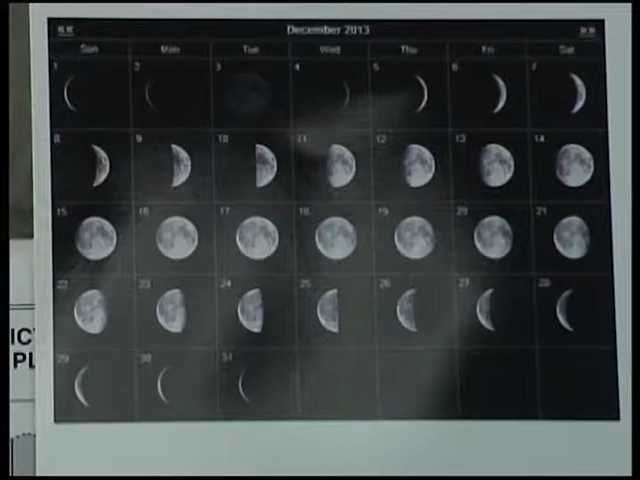 «« December 2013 »»
Sun Mon Tue Wed Thu Fri Sat
1 2 3 4 5 6 7
8 9 10 11 12 13 14
15 16 17 18 19 20 21
22 23 24 25 26 27 28
29 30 31
ICT
PL